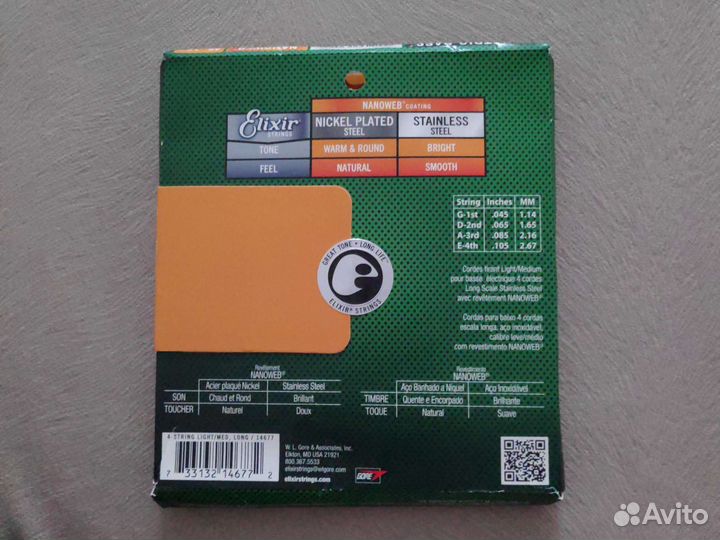 NANOWEB® COATING
Elixir STRINGS
NICKEL PLATED STEEL
STAINLESS STEEL
TONE WARM & ROUND BRIGHT
FEEL NATURAL SMOOTH
String Inches MM
G-1st .045 1.14
D-2nd .065 1.65
A-3rd .085 2.16
E-4th .105 2.67
GREAT TONE • LONG LIFE™
ELIXIR® STRINGS
Cordes tirant Light/Medium
pour basse électrique 4 cordes
Long Scale Stainless Steel
avec revêtement NANOWEB®
Cordas para baixo 4 cordas
escala longa, aço inoxidável,
calibre leve/médio
com revestimento NANOWEB®
Revêtement
NANOWEB®
Acier plaqué Nickel Stainless Steel
SON Chaud et Rond Brillant
TOUCHER Naturel Doux
Revestimento
NANOWEB®
Aço Banhado a Niquel Aço Inoxidável
TIMBRE Quente e Encorpado Brilhante
TOQUE Natural Suave
4-STRING LIGHT/MED, LONG / 14677
7 33132 14677 2
W. L. Gore & Associates, Inc.
Elkton, MD USA 21921
800.367.5533
elixirstrings@wlgore.com
elixirstrings.com
GORE
Avito